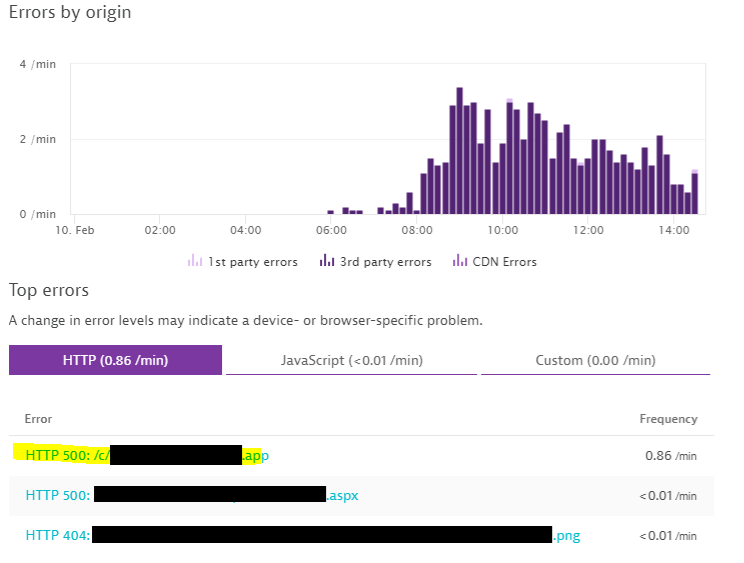 Errors by origin
4 /min
2 /min
0 /min
10. Feb 02:00 04:00 06:00 08:00 10:00 12:00 14:00
1st party errors 3rd party errors CDN Errors
Top errors
A change in error levels may indicate a device- or browser-specific problem.
HTTP (0.86 /min) JavaScript (<0.01 /min) Custom (0.00 /min)
Error Frequency
HTTP 500: /c/ .app 0.86 /min
HTTP 500: .aspx <0.01 /min
HTTP 404: .png <0.01 /min